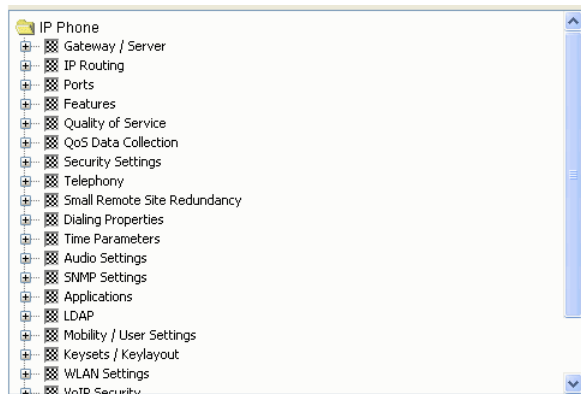 IP Phone
Gateway / Server
IP Routing
Ports
Features
Quality of Service
QoS Data Collection
Security Settings
Telephony
Small Remote Site Redundancy
Dialing Properties
Time Parameters
Audio Settings
SNMP Settings
Applications
LDAP
Mobility / User Settings
Keysets / Keylayout
WLAN Settings
VoIP Security